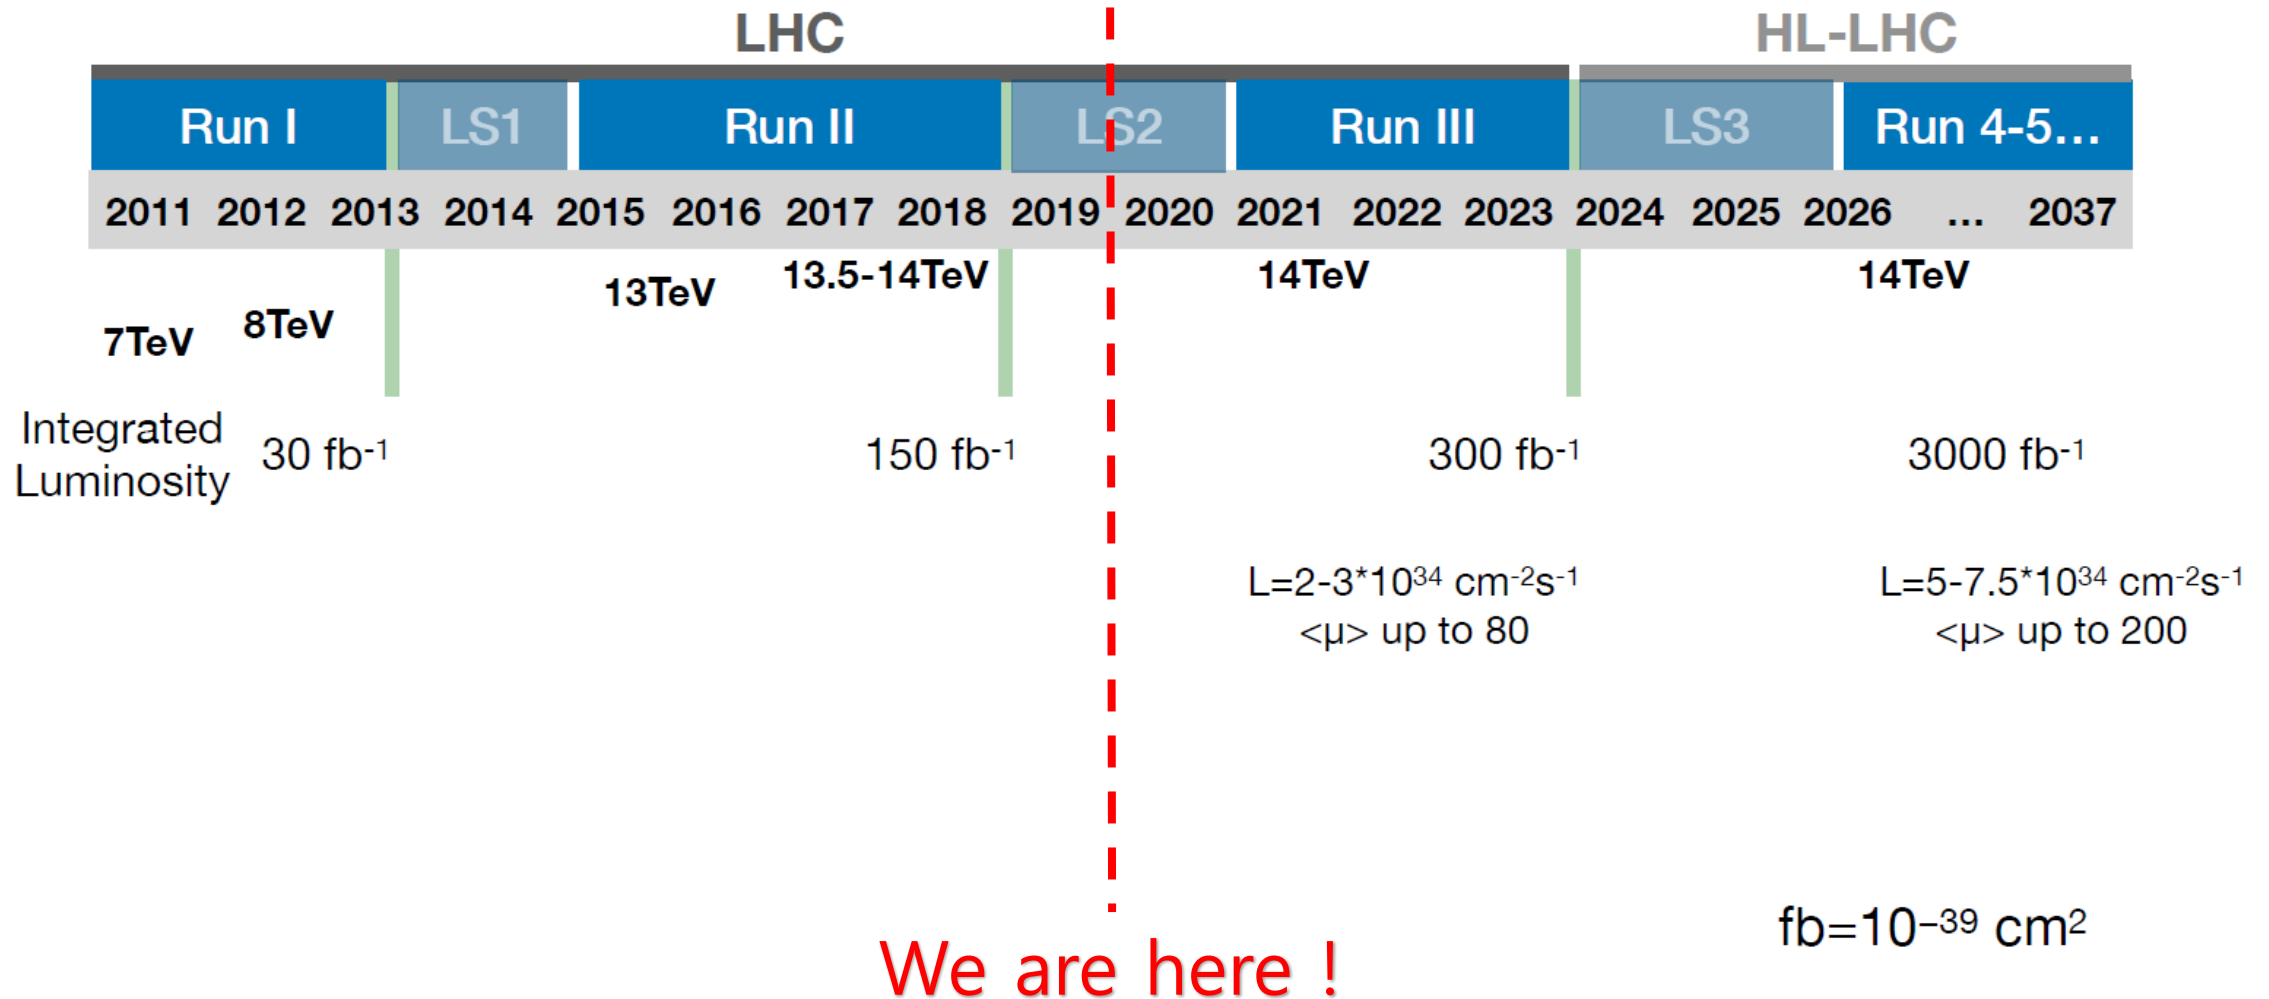 LHC HL-LHC
Run I LS1 Run II LS2 Run III LS3 Run 4-5...
2011 2012 2013 2014 2015 2016 2017 2018 2019 2020 2021 2022 2023 2024 2025 2026 ... 2037
7TeV 8TeV 13TeV 13.5-14TeV 14TeV 14TeV
Integrated
Luminosity
30 fb⁻¹ 150 fb⁻¹ 300 fb⁻¹ 3000 fb⁻¹
L=2-3*10³⁴ cm⁻²s⁻¹
<µ> up to 80
L=5-7.5*10³⁴ cm⁻²s⁻¹
<µ> up to 200
fb=10⁻³⁹ cm²
We are here !